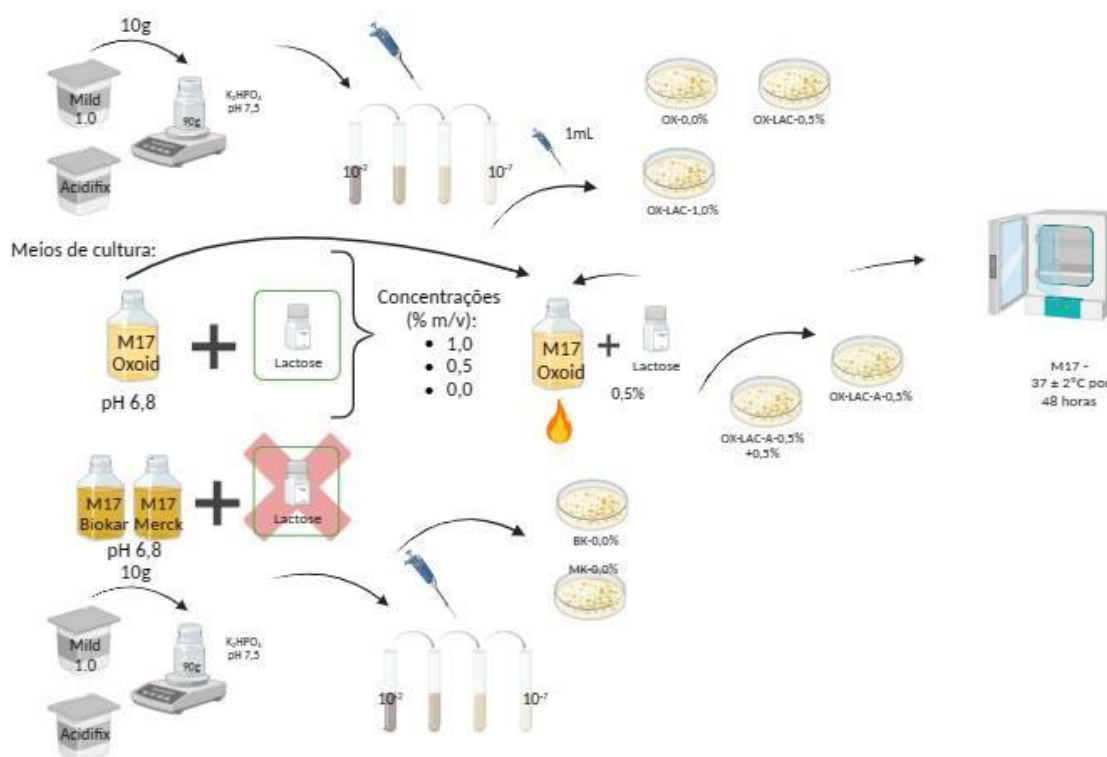 10g
Mild
1.0
90g
K₂HPO₄
pH 7,5
Acidifix
10⁻²
10⁻⁷
1mL
OX-0,0%
OX-LAC-0,5%
OX-LAC-1,0%
Meios de cultura:
M17
Oxoid
pH 6,8
Lactose
Concentrações
(% m/v):
• 1,0
• 0,5
• 0,0
M17
Oxoid
Lactose
0,5%
OX-LAC-A-0,5%
OX-LAC-A-0,5%
+0,5%
M17 -
37 ± 2°C por
48 horas
M17
Biokar
M17
Merck
pH 6,8
Lactose
BK-0,0%
MK-0,0%
10g
Mild
1.0
90g
K₂HPO₄
pH 7,5
Acidifix
10⁻²
10⁻⁷